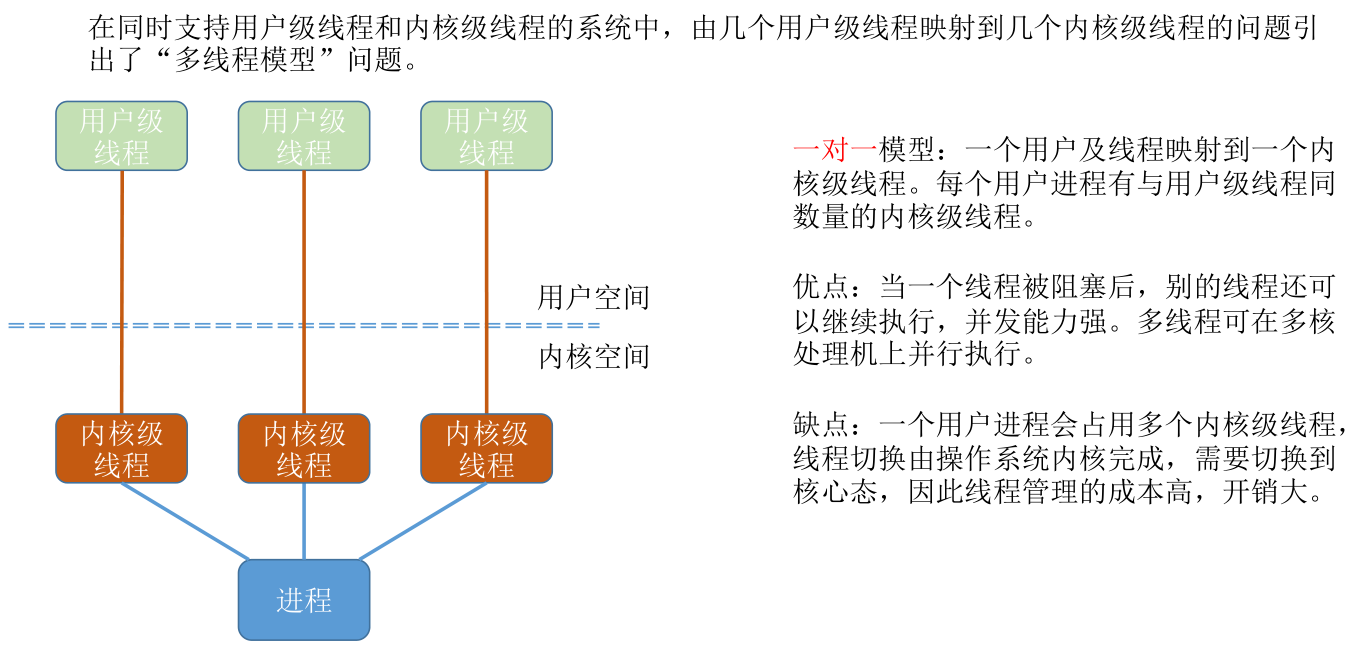 在同时支持用户级线程和内核级线程的系统中，由几个用户级线程映射到几个内核级线程的问题引
出了“多线程模型”问题。
用户级
线程
用户级
线程
用户级
线程
用户空间
内核空间
内核级
线程
内核级
线程
内核级
线程
进程
一对一模型：一个用户及线程映射到一个内
核级线程。每个用户进程有与用户级线程同
数量的内核级线程。
优点：当一个线程被阻塞后，别的线程还可
以继续执行，并发能力强。多线程可在多核
处理机上并行执行。
缺点：一个用户进程会占用多个内核级线程，
线程切换由操作系统内核完成，需要切换到
核心态，因此线程管理的成本高，开销大。